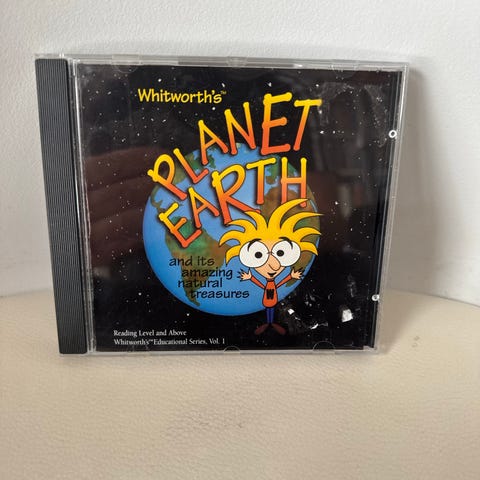 Whitworth's™
PLANET
EARTH
and its
amazing
natural
treasures
W
Reading Level and Above
Whitworth's™ Educational Series, Vol. 1